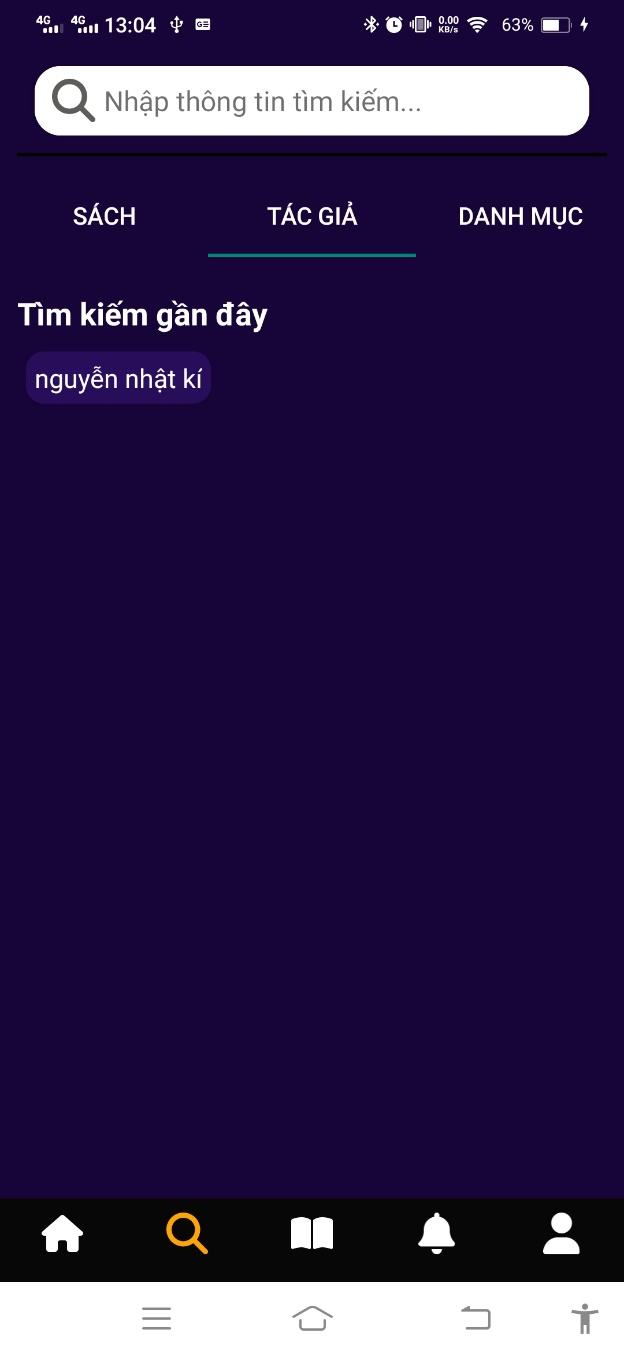 4G 4G 13:04 GE 0.00 KB/s 63%
Nhập thông tin tìm kiếm...
SÁCH TÁC GIẢ DANH MỤC
Tìm kiếm gần đây
nguyễn nhật kí